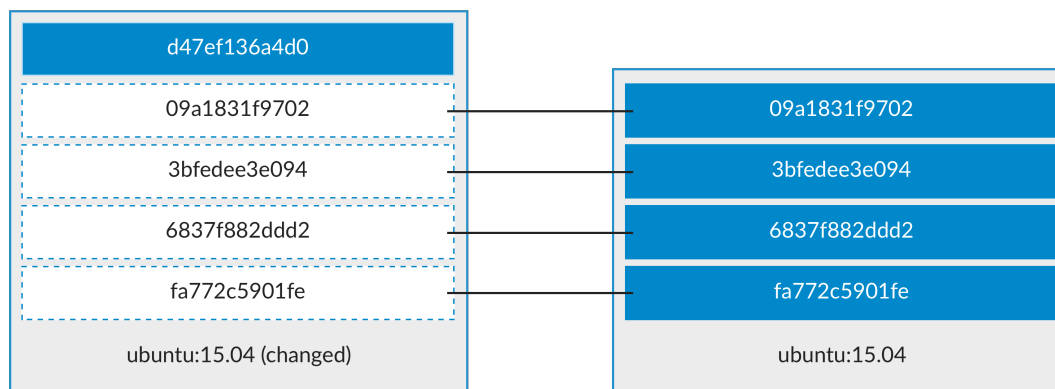 d47ef136a4d0
09a1831f9702
3bfedee3e094
6837f882ddd2
fa772c5901fe
ubuntu:15.04 (changed)
09a1831f9702
3bfedee3e094
6837f882ddd2
fa772c5901fe
ubuntu:15.04